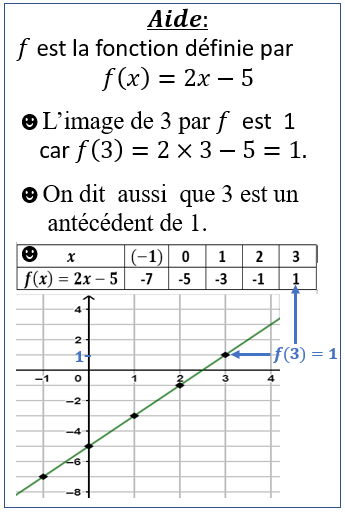 Aide:
f est la fonction définie par
f(x) = 2x − 5
☻L'image de 3 par f est 1
car f(3) = 2 × 3 − 5 = 1.
☻On dit aussi que 3 est un
antécédent de 1.
☻ x (−1) 0 1 2 3
f(x) = 2x − 5 -7 -5 -3 -1 1
4
2
1
f(3) = 1
−1 0 1 2 3 4
−2
−4
−6
−8